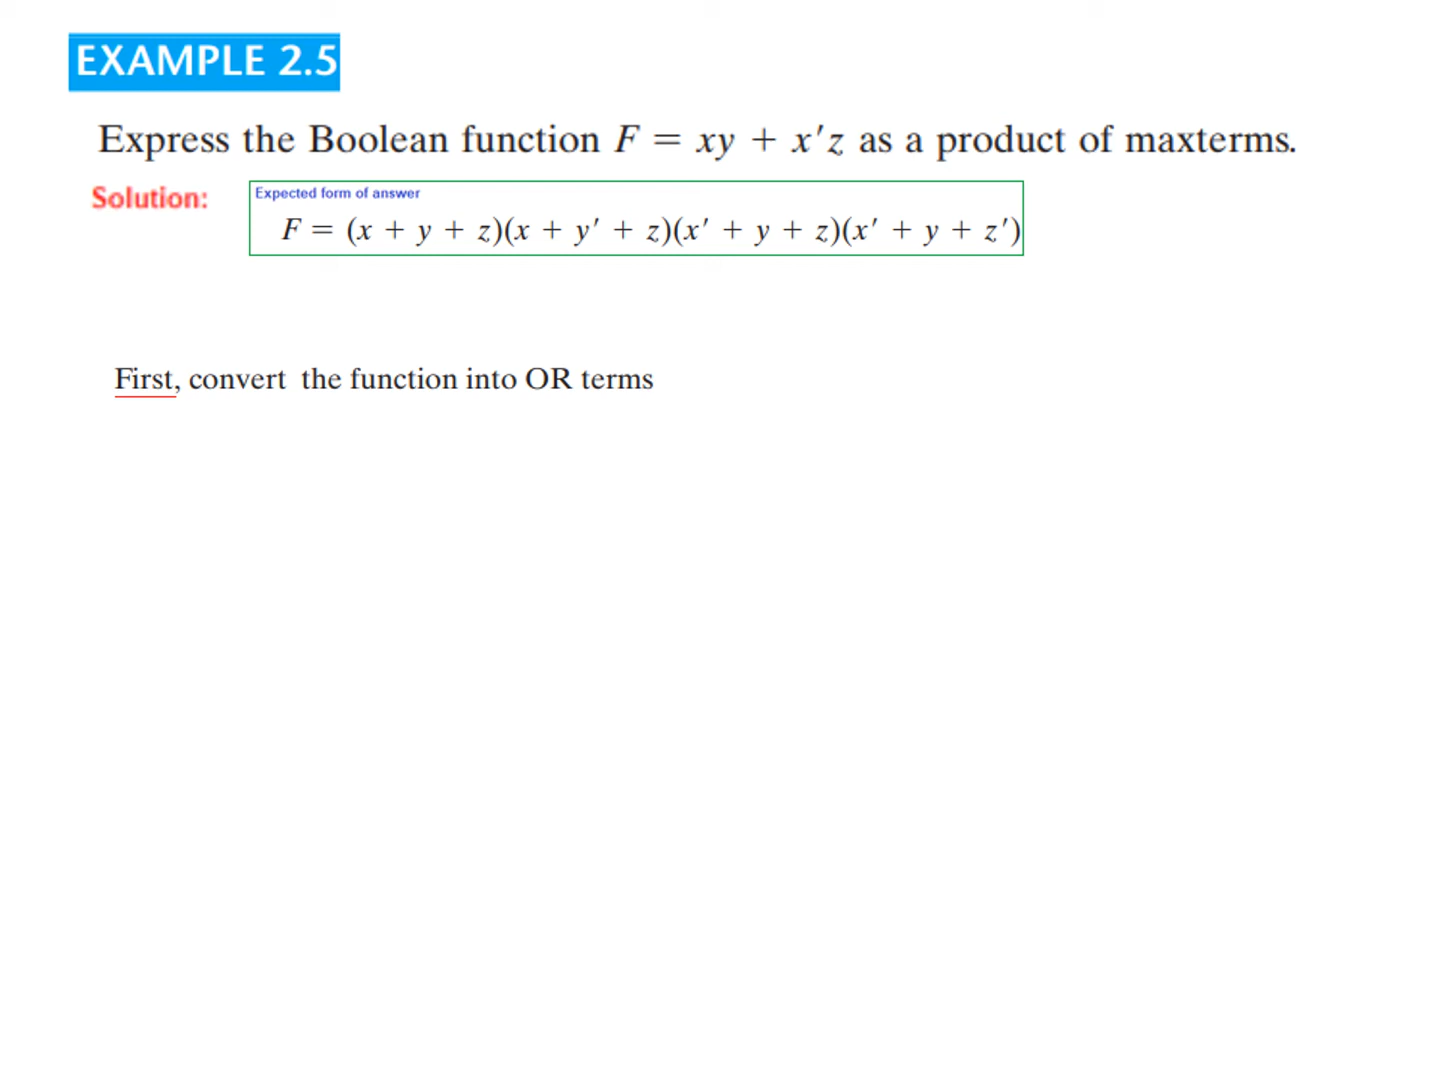 EXAMPLE 2.5
Express the Boolean function F = xy + x′z as a product of maxterms.
Solution:
Expected form of answer
F = (x + y + z)(x + y′ + z)(x′ + y + z)(x′ + y + z′)
First, convert the function into OR terms